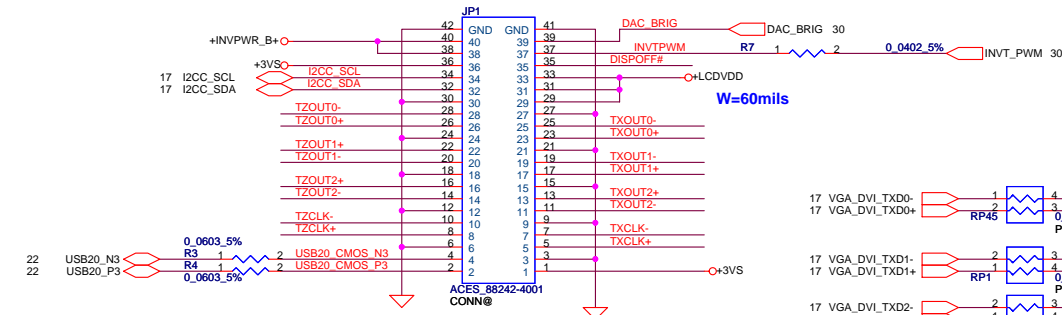 JP1
42 GND GND 41 DAC_BRIG DAC_BRIG 30
+INVPWR_B+ 40 40 39 39
38 38 37 37 INVTPWM R7 1 2 0_0402_5% INVT_PWM 30
+3VS 36 36 35 35 DISPOFF#
17 I2CC_SCL I2CC_SCL 34 34 33 33 +LCDVDD
17 I2CC_SDA I2CC_SDA 32 32 31 31
30 30 29 29 W=60mils
TZOUT0- 28 28 27 27
TZOUT0+ 26 26 25 25 TXOUT0-
24 24 23 23 TXOUT0+
TZOUT1+ 22 22 21 21
TZOUT1- 20 20 19 19 TXOUT1-
18 18 17 17 TXOUT1+
TZOUT2+ 16 16 15 15
TZOUT2- 14 14 13 13 TXOUT2+
12 12 11 11 TXOUT2-
TZCLK- 10 10 9 9
TZCLK+ 8 8 7 7 TXCLK-
6 6 5 5 TXCLK+
0_0603_5%
22 USB20_N3 R3 1 2 USB20_CMOS_N3 4 4 3 3
22 USB20_P3 R4 1 2 USB20_CMOS_P3 2 2 1 1 +3VS
0_0603_5%
ACES_88242-4001
CONN@
17 VGA_DVI_TXD0- 1 4
17 VGA_DVI_TXD0+ 2 3
RP45
17 VGA_DVI_TXD1- 2 3
17 VGA_DVI_TXD1+ 1 4
RP1
17 VGA_DVI_TXD2- 2 3